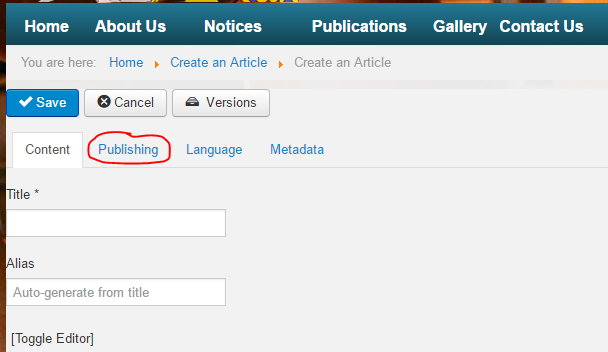 Home About Us Notices Publications Gallery Contact Us
You are here: Home Create an Article Create an Article
Save Cancel Versions
Content Publishing Language Metadata
Title *
Alias
Auto-generate from title
[Toggle Editor]